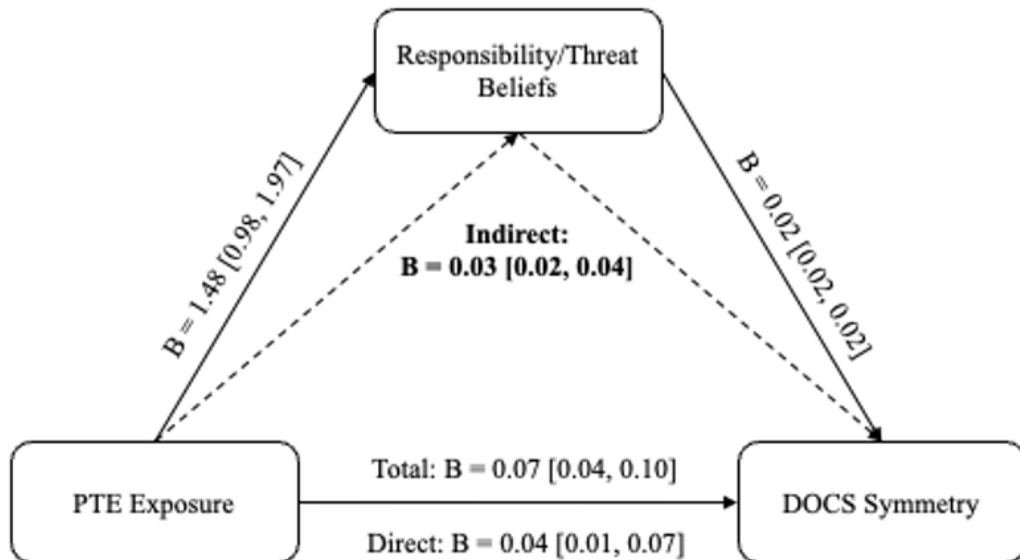 Responsibility/Threat
Beliefs
B = 1.48 [0.98, 1.97]
B = 0.02 [0.02, 0.02]
Indirect:
B = 0.03 [0.02, 0.04]
PTE Exposure
Total: B = 0.07 [0.04, 0.10]
Direct: B = 0.04 [0.01, 0.07]
DOCS Symmetry